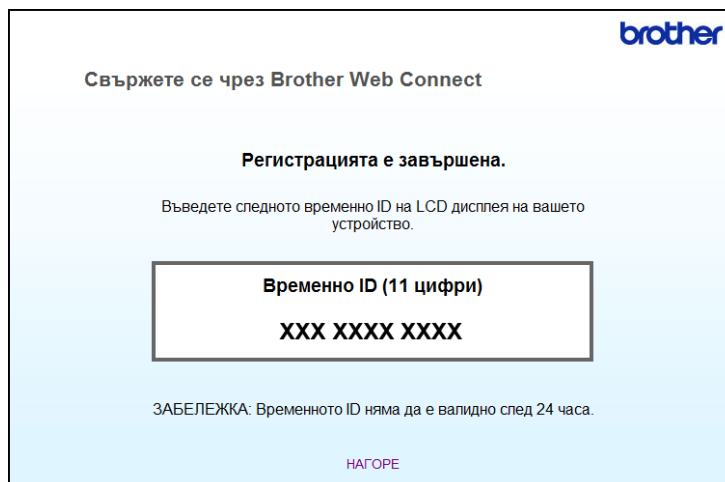 brother
Свържете се чрез Brother Web Connect
Регистрацията е завършена.
Въведете следното временно ID на LCD дисплея на вашето
устройство.
Временно ID (11 цифри)
XXX XXXX XXXX
ЗАБЕЛЕЖКА: Временното ID няма да е валидно след 24 часа.
НАГОРЕ